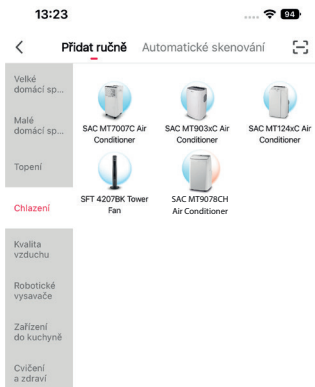 13:23
94
Přidat ručně
Automatické skenování
Velké
domácí sp...
Malé
domácí sp...
Topení
Chlazení
Kvalita
vzduchu
Robotické
vysavače
Zařízení
do kuchyně
Cvičení
a zdraví
SAC MT7007C Air
Conditioner
SAC MT903xC Air
Conditioner
SAC MT124xC Air
Conditioner
SFT 4207BK Tower
Fan
SAC MT9078CH
Air Conditioner